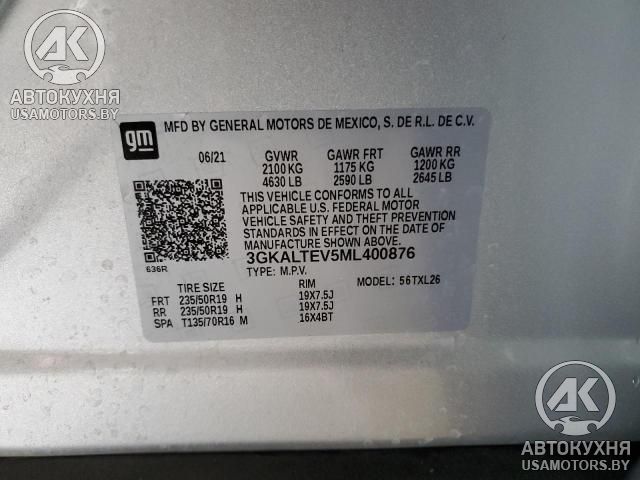 АВТОКУХНЯ
USAMOTORS.BY
gm
MFD BY GENERAL MOTORS DE MEXICO, S. DE R.L. DE C.V.
06/21 GVWR GAWR FRT GAWR RR
2100 KG 1175 KG 1200 KG
4630 LB 2590 LB 2645 LB
THIS VEHICLE CONFORMS TO ALL
APPLICABLE U.S. FEDERAL MOTOR
VEHICLE SAFETY AND THEFT PREVENTION
STANDARDS IN EFFECT ON THE DATE OF
MANUFACTURE SHOWN ABOVE.
3GKALTEV5ML400876
636R TYPE: M.P.V.
MODEL: 56TXL26
TIRE SIZE RIM
FRT 235/50R19 H 19X7.5J
RR 235/50R19 H 19X7.5J
SPA T135/70R16 M 16X4BT
АК
АВТОКУХНЯ
USAMOTORS.BY